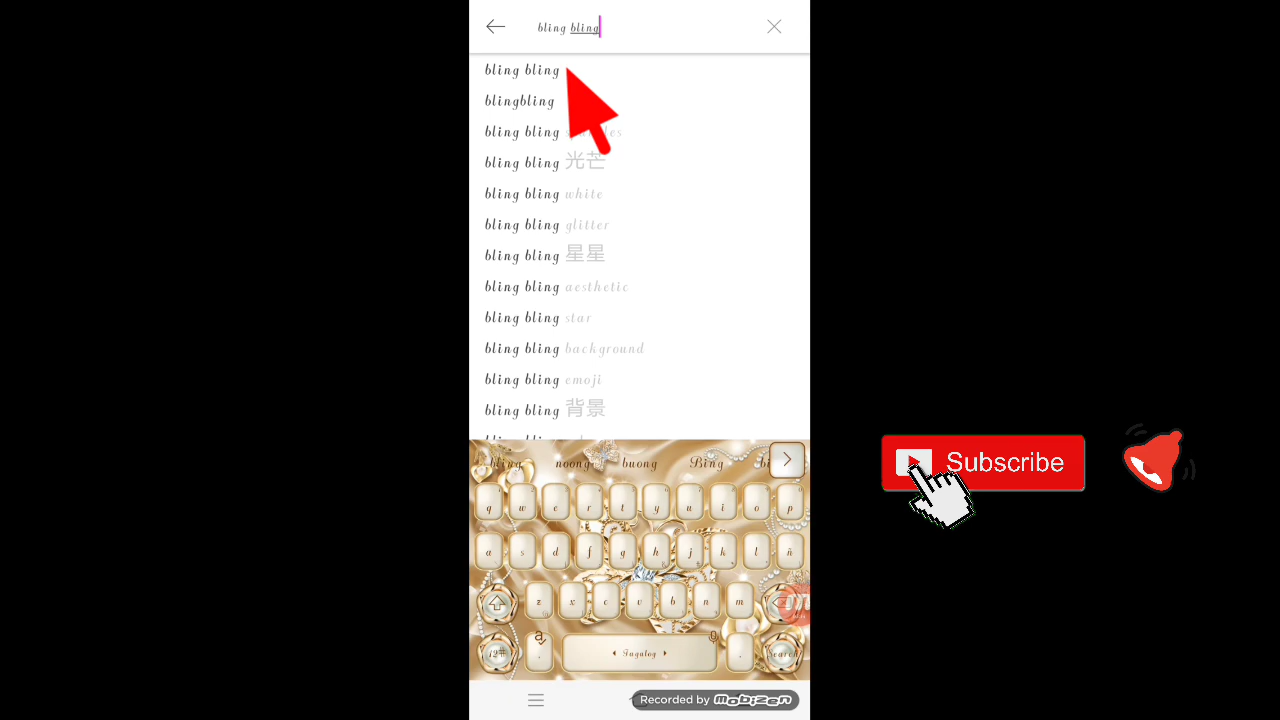 bling bling
bling bling
blingbling
bling bling
bling bling 光芒
bling bling white
bling bling glitter
bling bling 星星
bling bling aesthetic
bling bling star
bling bling background
bling bling emoji
bling bling 背景
bling noong buong Bing
q w e r t y u i o p
a s d f g h j k l ñ
z x c v b n m
Tagalog . Search
Recorded by mobizen
Subscribe